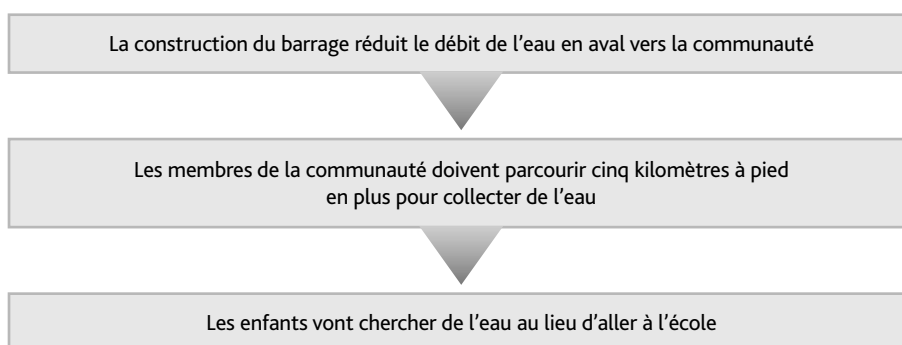 La construction du barrage réduit le débit de l’eau en aval vers la communauté
Les membres de la communauté doivent parcourir cinq kilomètres à pied
en plus pour collecter de l’eau
Les enfants vont chercher de l’eau au lieu d’aller à l’école